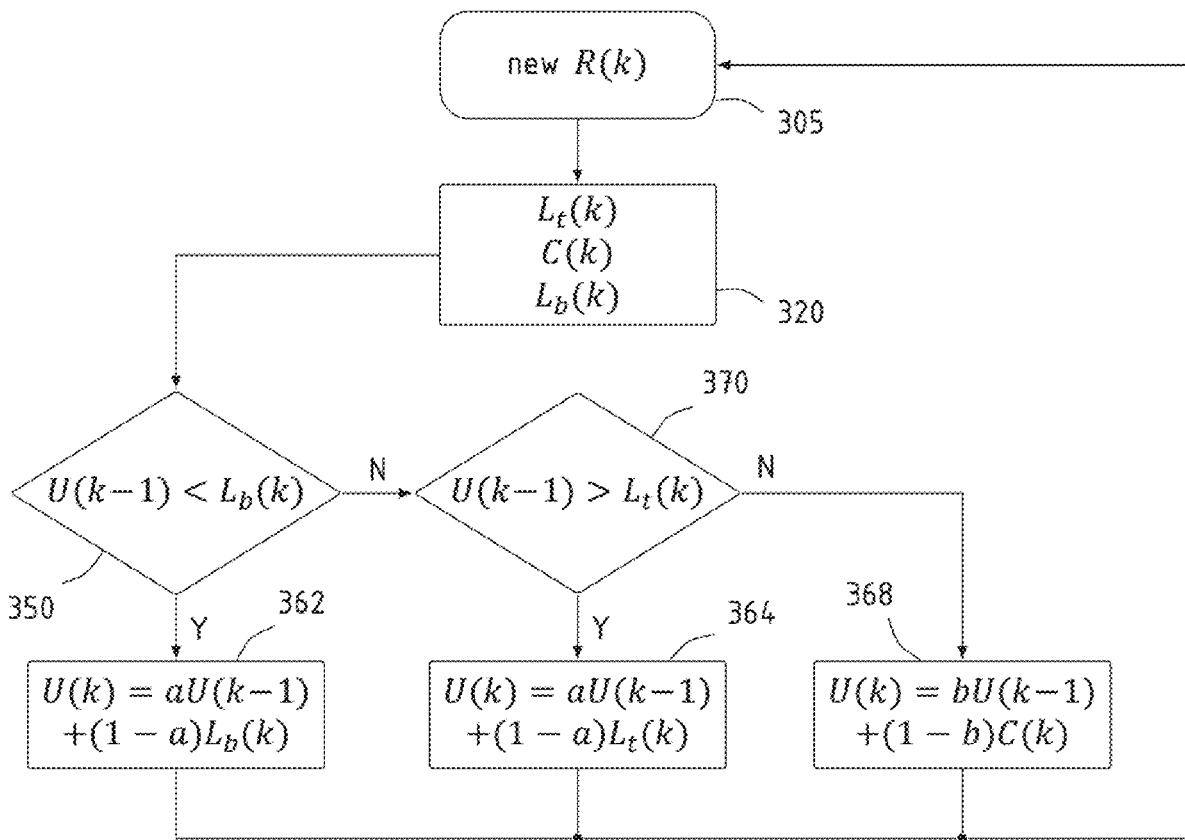 new R(k)
305
L_t(k)
C(k)
L_b(k)
320
370
U(k−1) < L_b(k)
N
U(k−1) > L_t(k)
N
350
Y
362
Y
364
368
U(k) = aU(k−1)
+(1 − a)L_b(k)
U(k) = aU(k−1)
+(1 − a)L_t(k)
U(k) = bU(k−1)
+(1 − b)C(k)